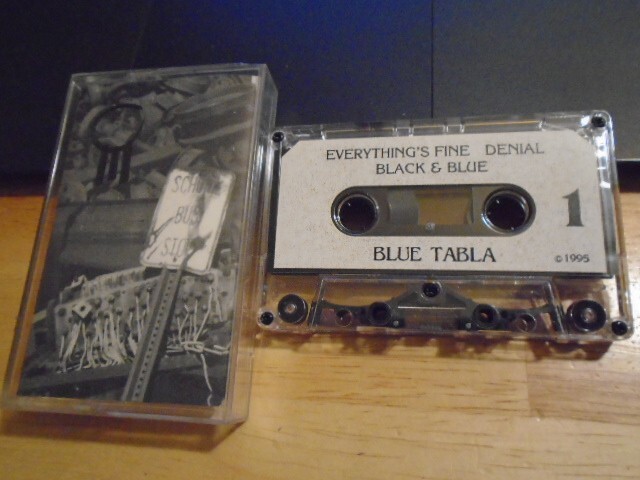 SCHOOL
BUS
STOP
EVERYTHING'S FINE DENIAL
BLACK & BLUE
1
BLUE TABLA
©1995